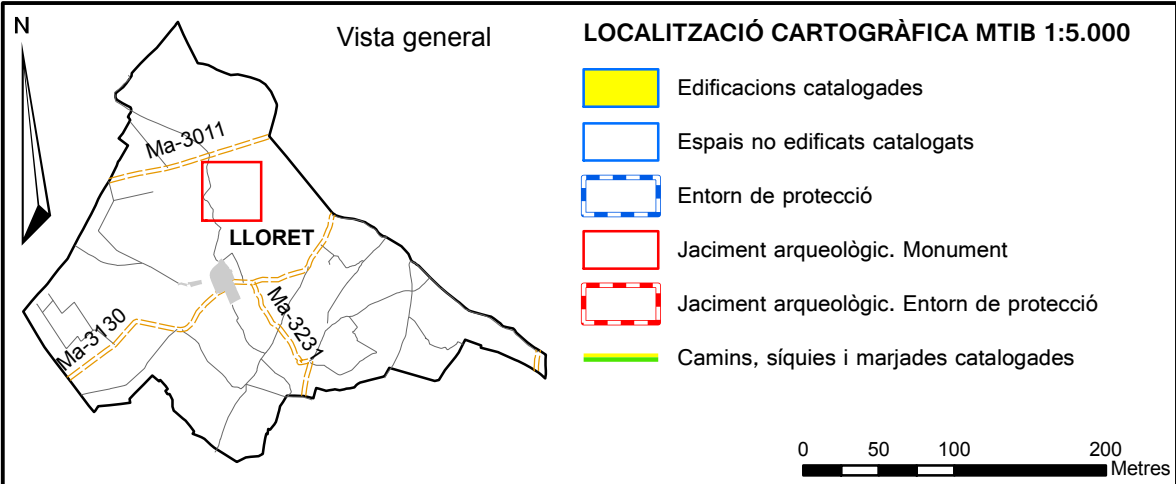 N
Vista general
Ma-3011
LLORET
Ma-3130
Ma-3231
LOCALITZACIÓ CARTOGRÀFICA MTIB 1:5.000
Edificacions catalogades
Espais no edificats catalogats
Entorn de protecció
Jaciment arqueològic. Monument
Jaciment arqueològic. Entorn de protecció
Camins, síquies i marjades catalogades
0 50 100 200
Metres